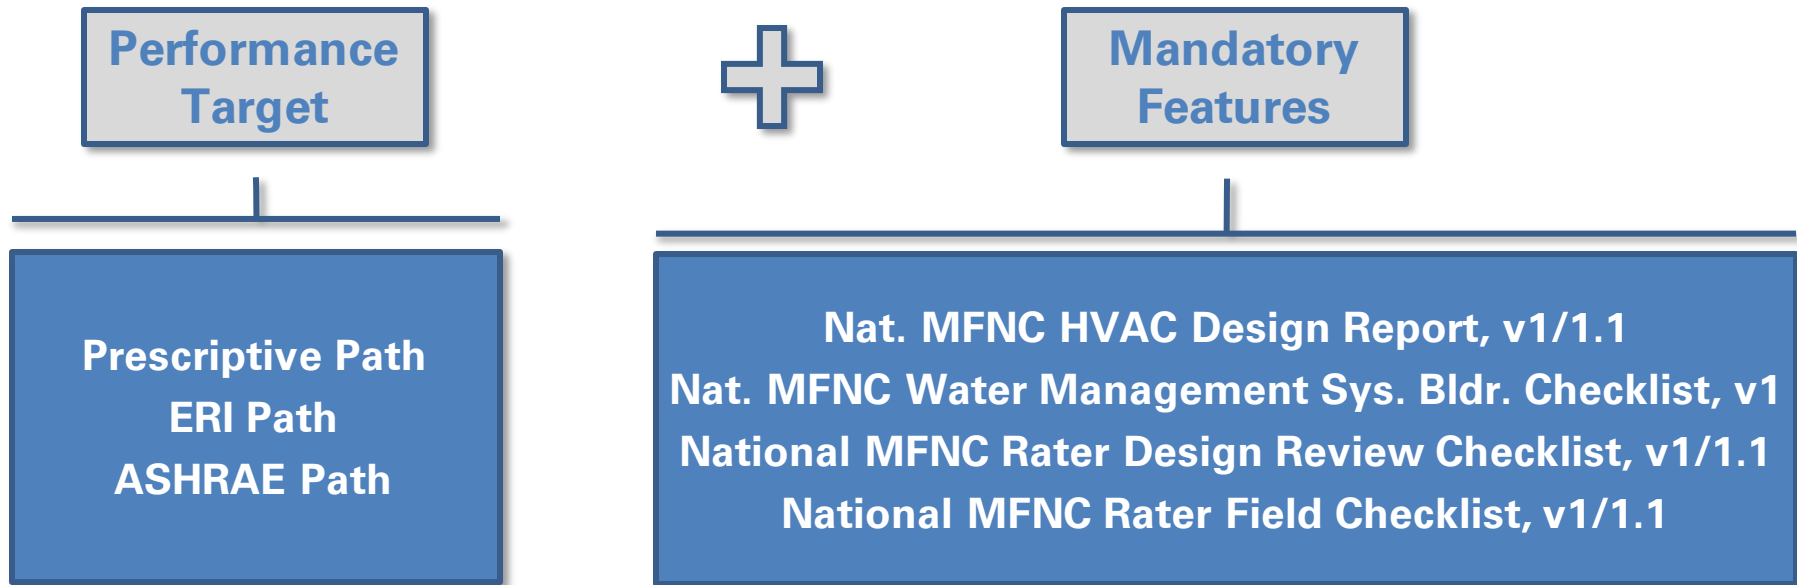 Performance
Target
Mandatory
Features
Prescriptive Path
ERI Path
ASHRAE Path
Nat. MFNC HVAC Design Report, v1/1.1
Nat. MFNC Water Management Sys. Bldr. Checklist, v1
National MFNC Rater Design Review Checklist, v1/1.1
National MFNC Rater Field Checklist, v1/1.1